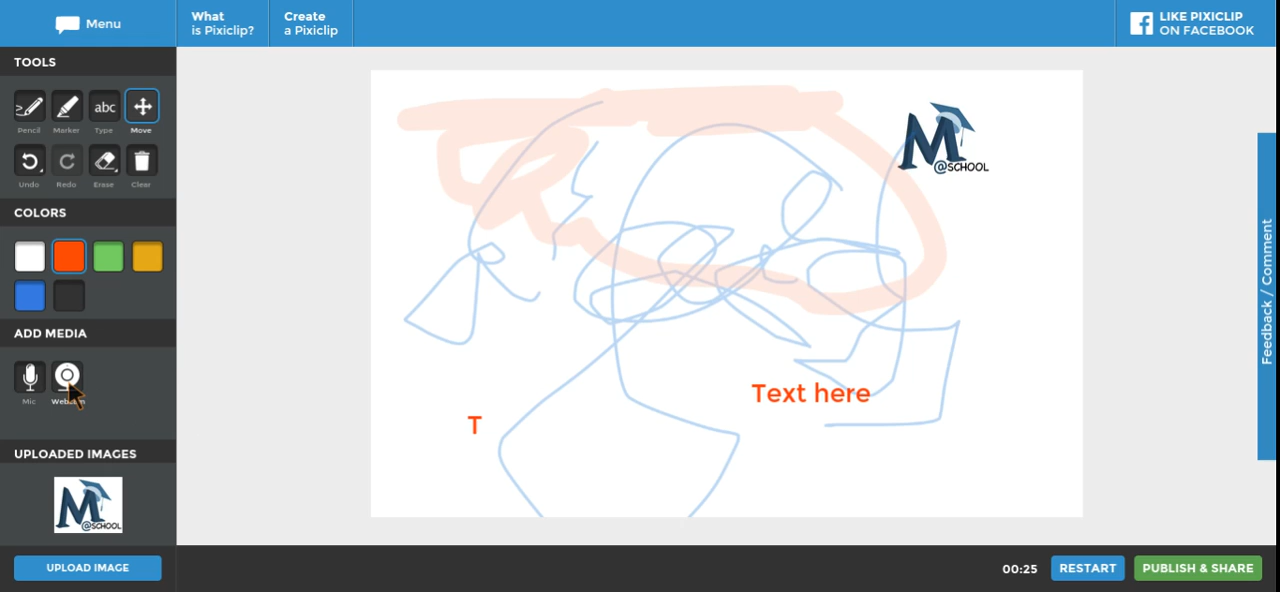 Menu
What
is Pixiclip?
Create
a Pixiclip
LIKE PIXICLIP
ON FACEBOOK
TOOLS
abc
Pencil
Marker
Type
Move
Undo
Redo
Erase
Clear
COLORS
ADD MEDIA
Mic
UPLOADED IMAGES
M
@SCHOOL
UPLOAD IMAGE
M
@SCHOOL
Text here
T
Feedback / Comment
00:25
RESTART
PUBLISH & SHARE